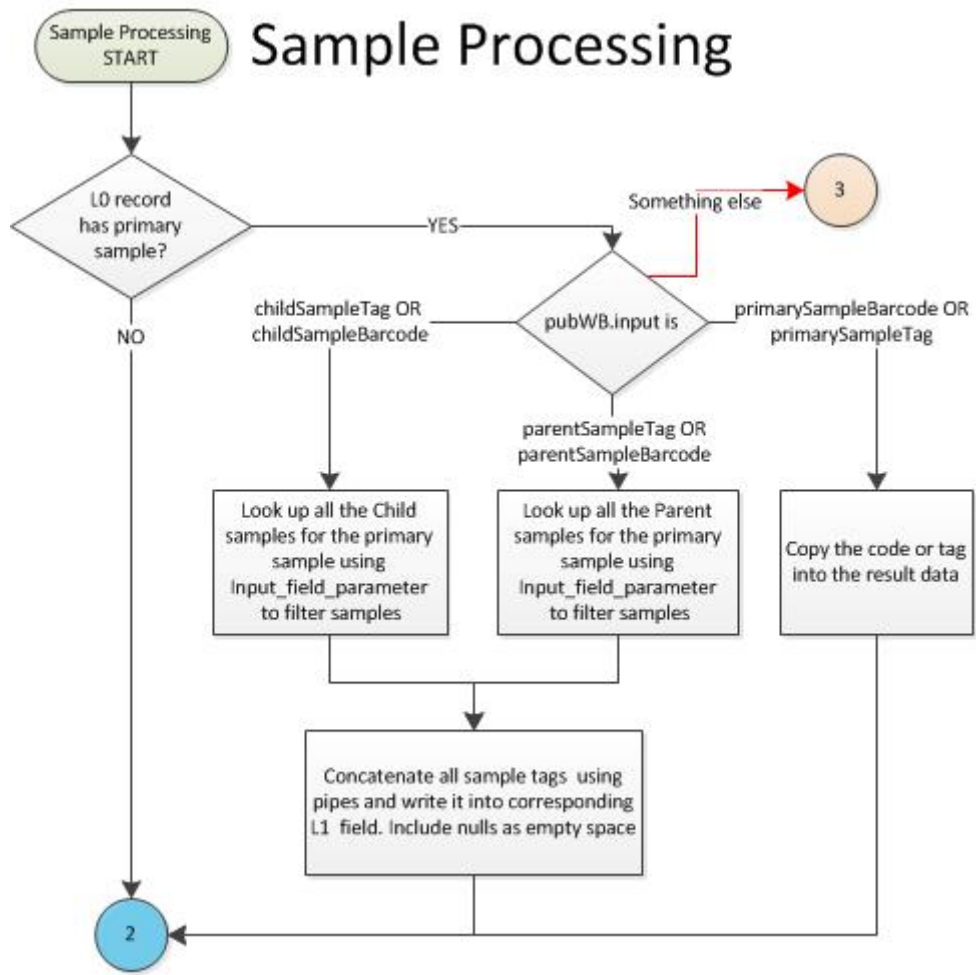 Sample Processing
START
Sample Processing
L0 record
has primary
sample?
YES
Something else
3
NO
childSampleTag OR
childSampleBarcode
pubWB.input is
primarySampleBarcode OR
primarySampleTag
parentSampleTag OR
parentSampleBarcode
Look up all the Child
samples for the primary
sample using
Input_field_parameter
to filter samples
Look up all the Parent
samples for the primary
sample using
Input_field_parameter
to filter samples
Copy the code or tag
into the result data
Concatenate all sample tags using
pipes and write it into corresponding
L1 field. Include nulls as empty space
2